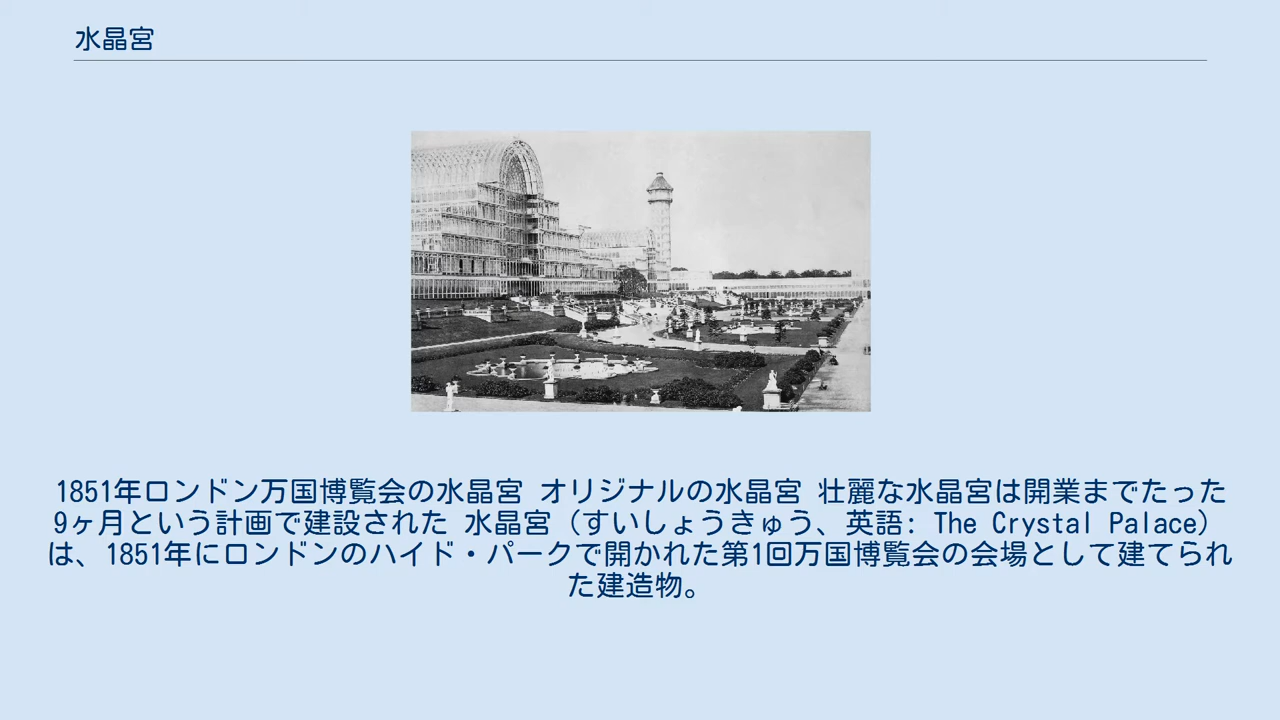 水晶宮
1851年ロンドン万国博覧会の水晶宮 オリジナルの水晶宮 壮麗な水晶宮は開業までたった
9ヶ月という計画で建設された 水晶宮（すいしょうきゅう、英語: The Crystal Palace）
は、1851年にロンドンのハイド・パークで開かれた第1回万国博覧会の会場として建てられ
た建造物。